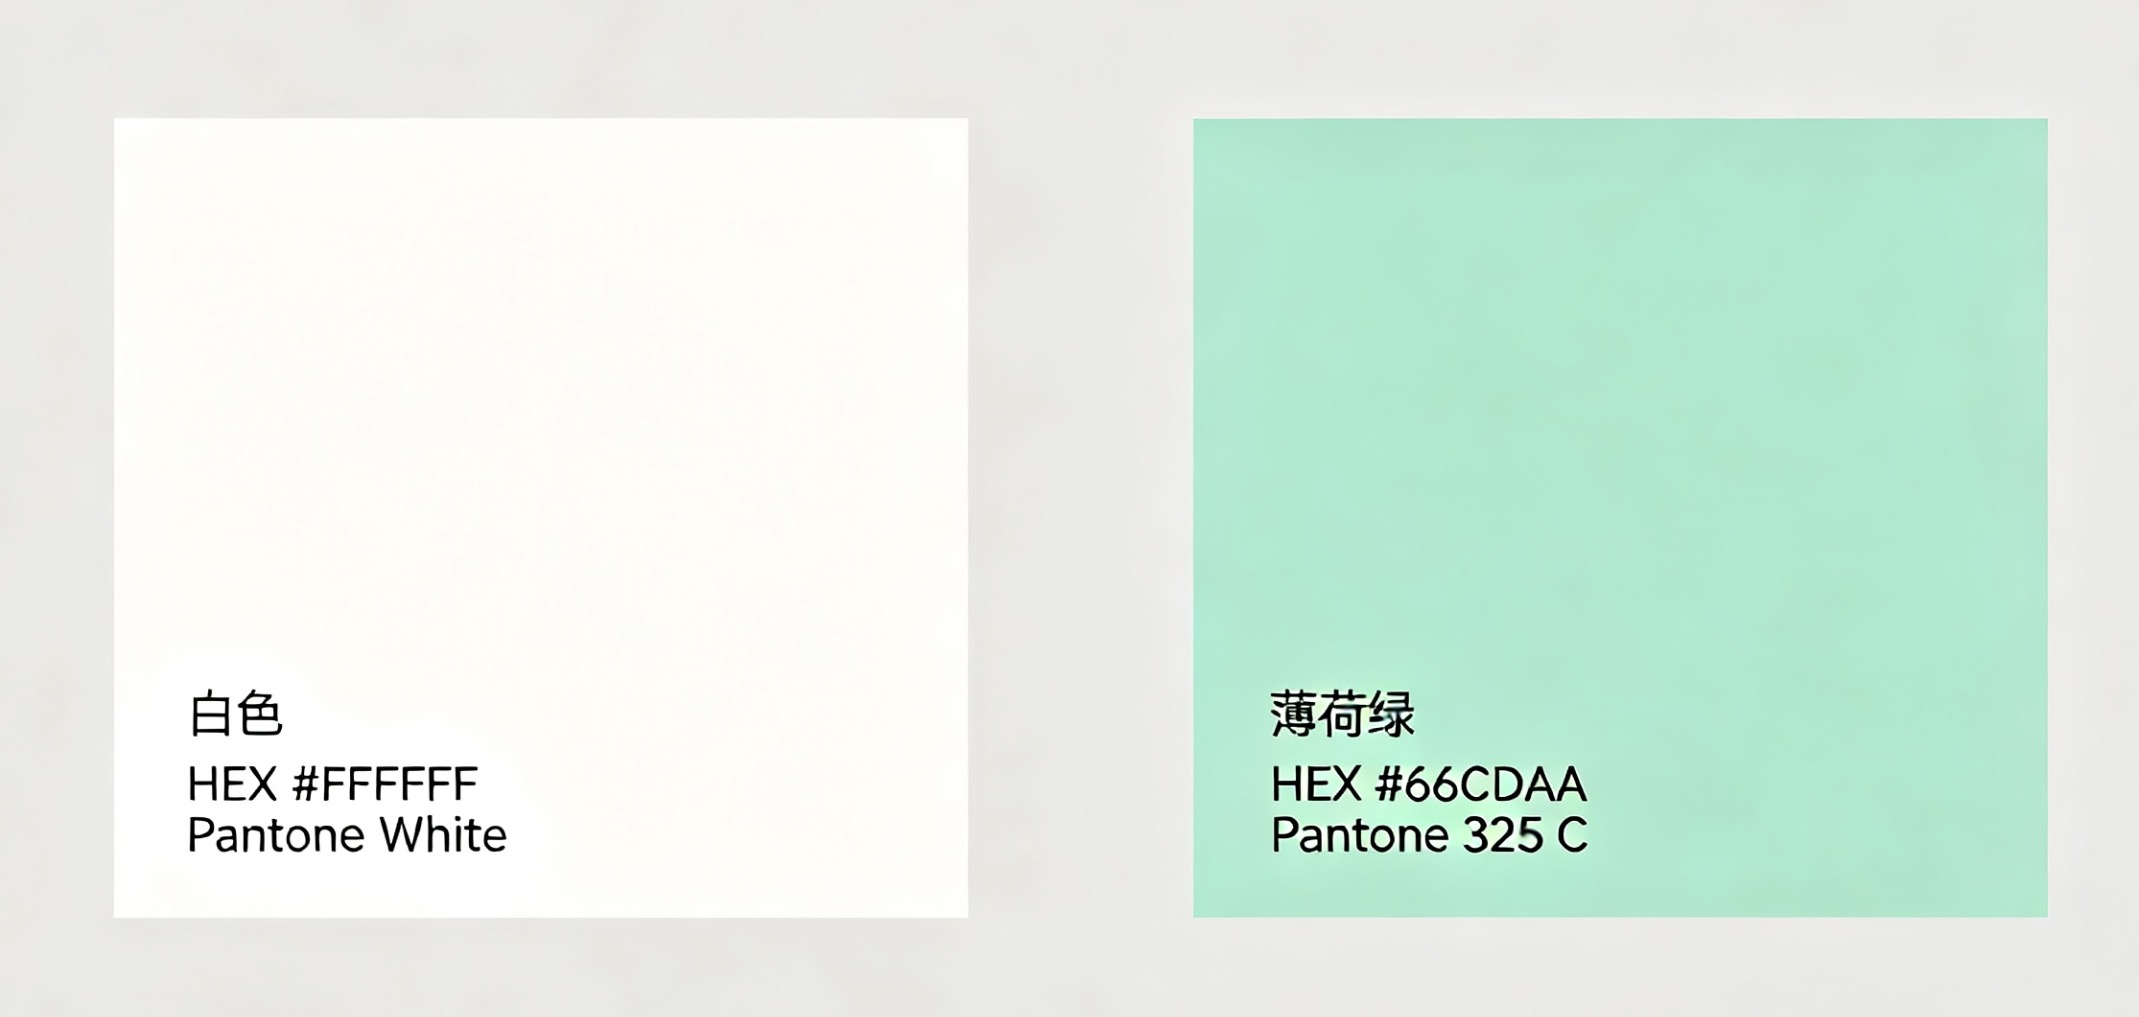 白色
HEX #FFFFFF
Pantone White
薄荷绿
HEX #66CDAA
Pantone 325 C